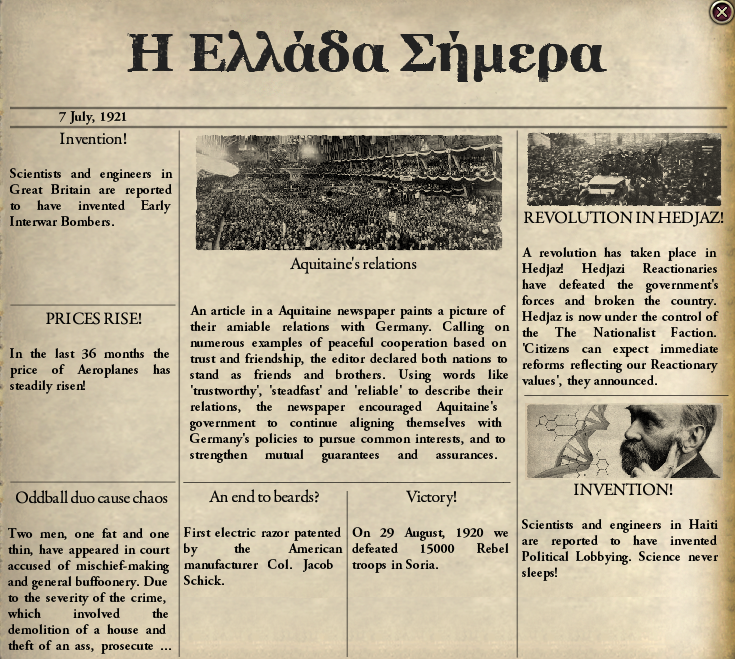 Η Ελλάδα Σήμερα
7 July, 1921
Invention!
Scientists and engineers in
Great Britain are reported
to have invented Early
Interwar Bombers.
PRICES RISE!
In the last 36 months the
price of Aeroplanes has
steadily risen!
Oddball duo cause chaos
Two men, one fat and one
thin, have appeared in court
accused of mischief-making
and general buffoonery. Due
to the severity of the crime,
which involved the
demolition of a house and
theft of an ass, prosecute ...
Aquitaine's relations
An article in a Aquitaine newspaper paints a picture of
their amiable relations with Germany. Calling on
numerous examples of peaceful cooperation based on
trust and friendship, the editor declared both nations to
stand as friends and brothers. Using words like
'trustworthy', 'steadfast' and 'reliable' to describe their
relations, the newspaper encouraged Aquitaine's
government to continue aligning themselves with
Germany's policies to pursue common interests, and to
strengthen mutual guarantees and assurances.
An end to beards?
First electric razor patented
by the American
manufacturer Col. Jacob
Schick.
Victory!
On 29 August, 1920 we
defeated 15000 Rebel
troops in Soria.
REVOLUTION IN HEDJAZ!
A revolution has taken place in
Hedjaz! Hedjazi Reactionaries
have defeated the government's
forces and broken the country.
Hedjaz is now under the control of
the The Nationalist Faction.
'Citizens can expect immediate
reforms reflecting our Reactionary
values', they announced.
INVENTION!
Scientists and engineers in Haiti
are reported to have invented
Political Lobbying. Science never
sleeps!